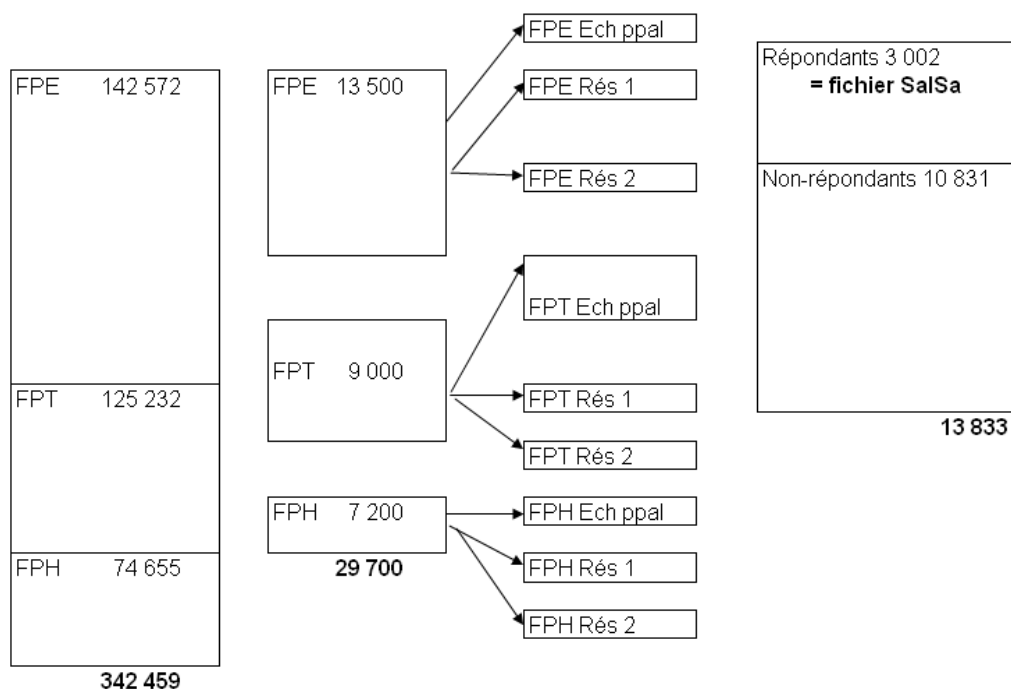 FPE 142 572
FPT 125 232
FPH 74 655
342 459
FPE 13 500
FPT 9 000
FPH 7 200
29 700
FPE Ech ppal
FPE Rés 1
FPE Rés 2
FPT Ech ppal
FPT Rés 1
FPT Rés 2
FPH Ech ppal
FPH Rés 1
FPH Rés 2
Répondants 3 002
= fichier SalSa
Non-répondants 10 831
13 833